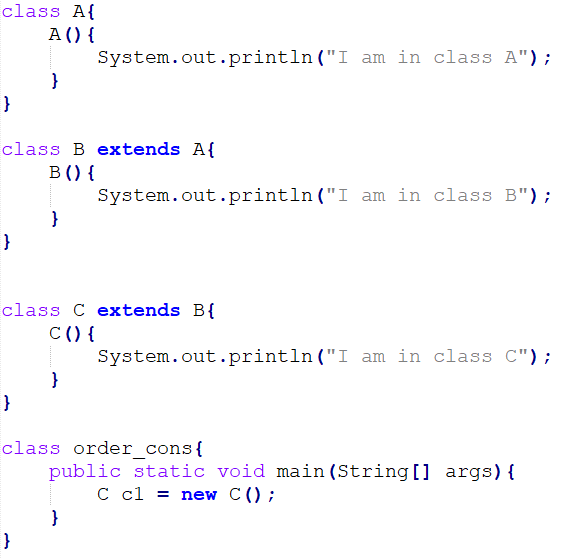 class A{
    A(){
        System.out.println("I am in class A");
    }
}

class B extends A{
    B(){
        System.out.println("I am in class B");
    }
}


class C extends B{
    C(){
        System.out.println("I am in class C");
    }
}

class order_cons{
    public static void main(String[] args){
        C c1 = new C();
    }
}